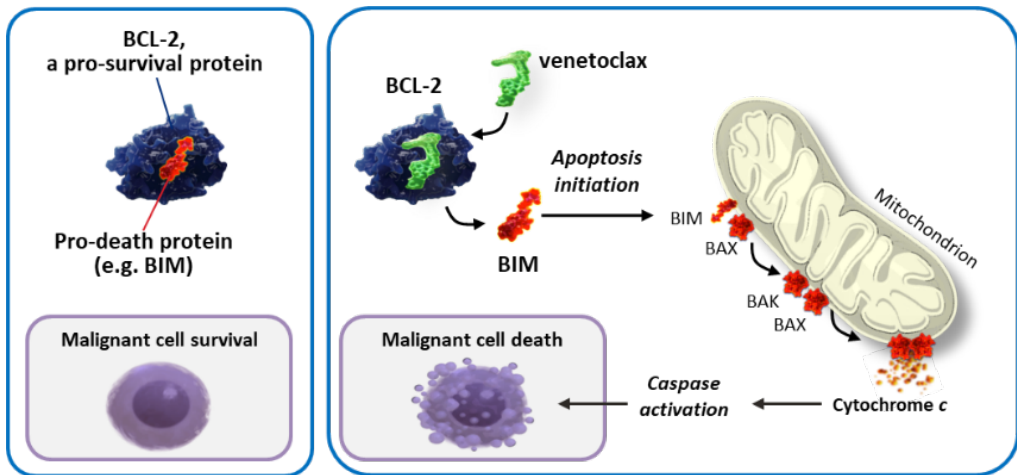 BCL-2,
a pro-survival protein
Pro-death protein
(e.g. BIM)
Malignant cell survival
venetoclax
BCL-2
Apoptosis
initiation
BIM
BIM
BAX
Mitochondrion
BAK
BAX
Malignant cell death
Caspase
activation
Cytochrome c